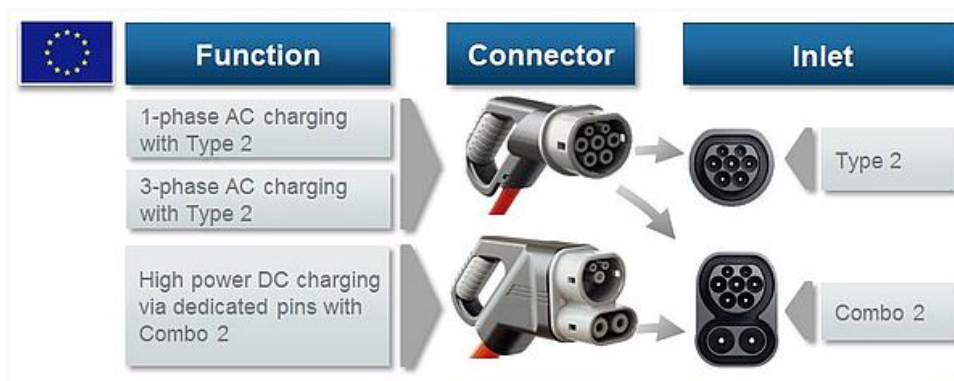 Function
Connector
Inlet
1-phase AC charging
with Type 2
3-phase AC charging
with Type 2
High power DC charging
via dedicated pins with
Combo 2
Type 2
Combo 2